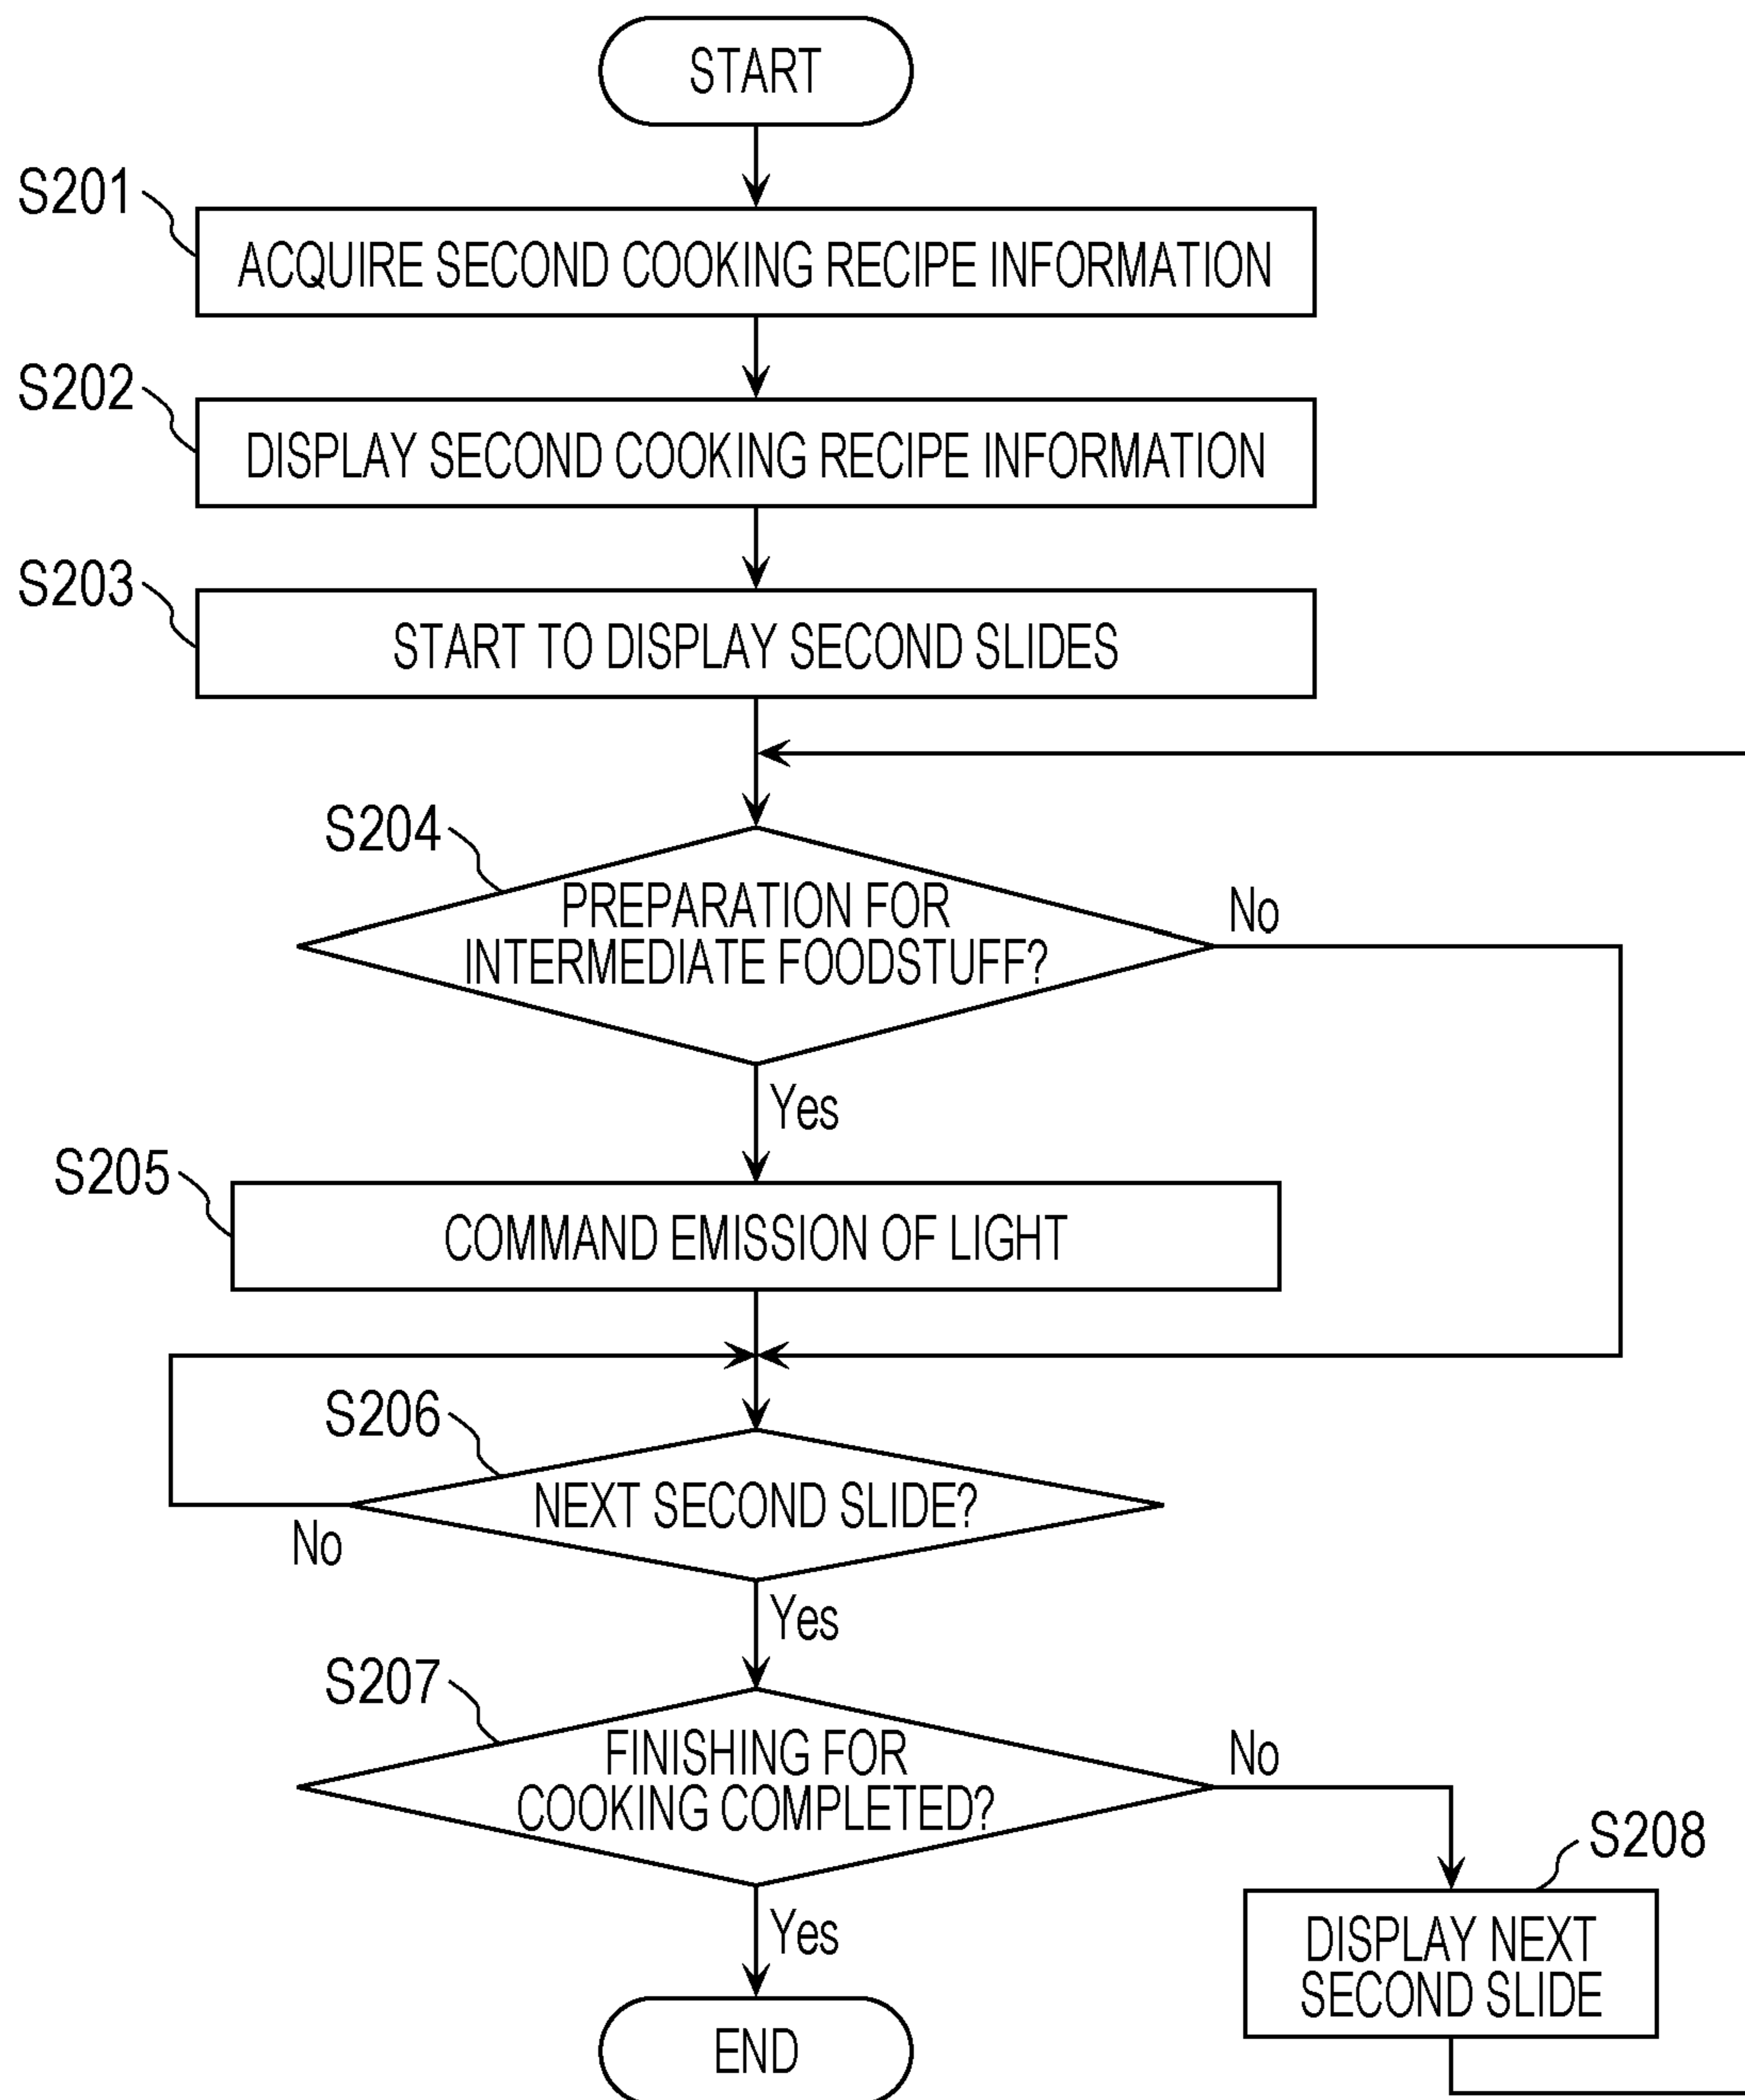 START
S201
ACQUIRE SECOND COOKING RECIPE INFORMATION
S202
DISPLAY SECOND COOKING RECIPE INFORMATION
S203
START TO DISPLAY SECOND SLIDES
S204
PREPARATION FOR
INTERMEDIATE FOODSTUFF?
No
Yes
S205
COMMAND EMISSION OF LIGHT
S206
NEXT SECOND SLIDE?
No
Yes
S207
FINISHING FOR
COOKING COMPLETED?
No
S208
Yes
DISPLAY NEXT
SECOND SLIDE
END